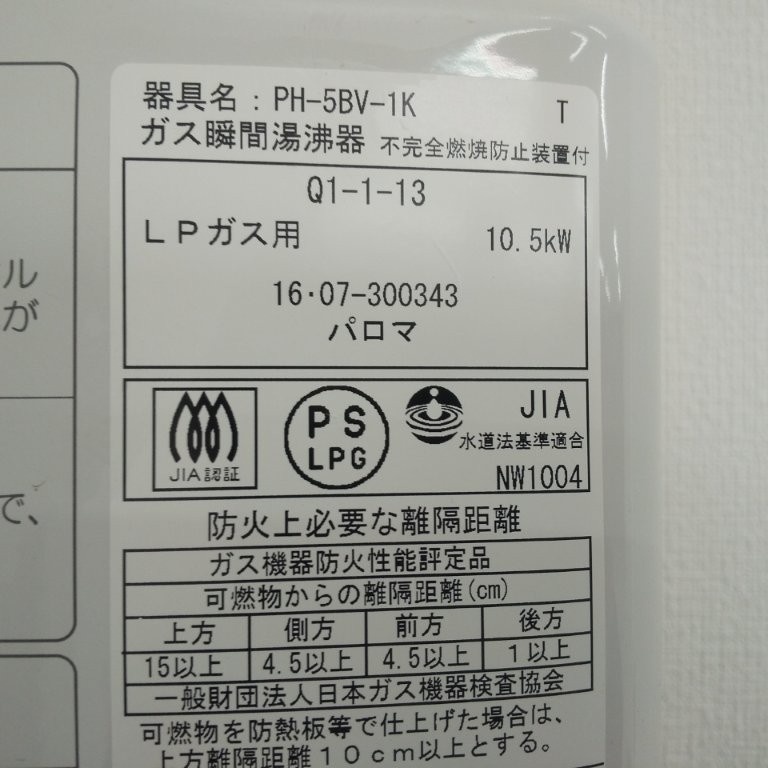 器具名：PH-5BV-1K T
ガス瞬間湯沸器 不完全燃焼防止装置付
Q1-1-13
LPガス用 10.5kW
16･07-300343
パロマ
JIA認証
PS
LPG
JIA
水道法基準適合
NW1004
防火上必要な離隔距離
ガス機器防火性能評定品
可燃物からの離隔距離(cm)
上方 側方 前方 後方
15以上 4.5以上 4.5以上 1以上
一般財団法人日本ガス機器検査協会
可燃物を防熱板等で仕上げた場合は、
上方離隔距離10cm以上とする。
ル
が
で、